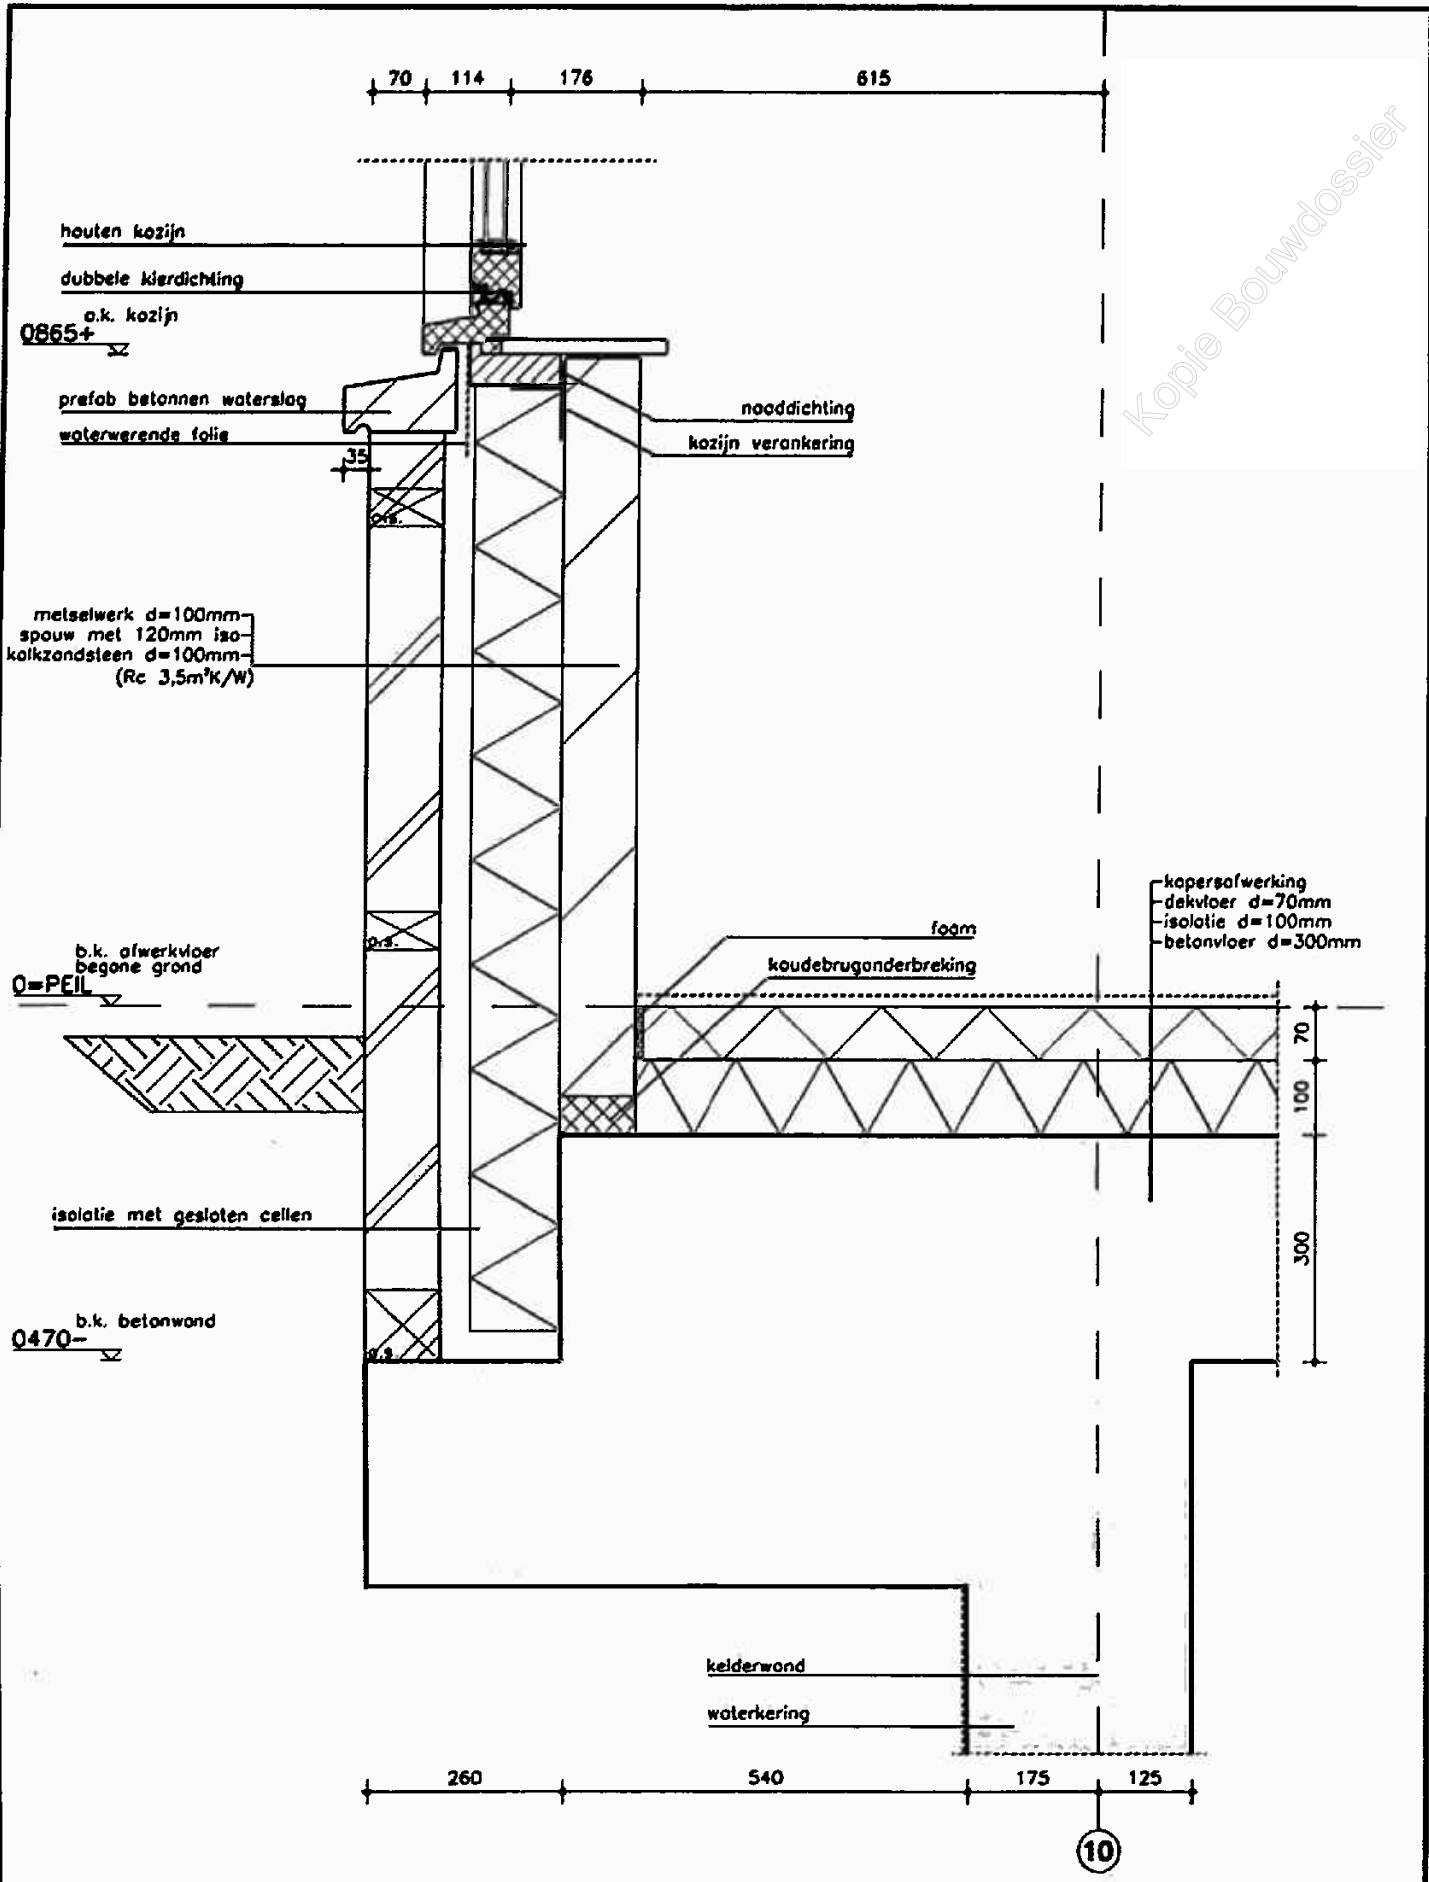 70 114 176 615
Kopie Bouwdossier
houten kozijn
dubbele kierdichting
o.k. kozijn
0865+
prefab betonnen waterslag
waterwerende folie
35
o.s.
naaddichting
kozijn verankering
metselwerk d=100mm
spouw met 120mm iso
kalkzandsteen d=100mm
(Rc 3,5m²K/W)
kopersafwerking
dekvloer d=70mm
isolatie d=100mm
betonvloer d=300mm
foam
koudebrugonderbreking
o.s.
b.k. afwerkvloer
begane grond
0=PEIL
70
100
300
isolatie met gesloten cellen
b.k. betonwand
0470-
o.s.
kelderwand
waterkering
260 540 175 125
10